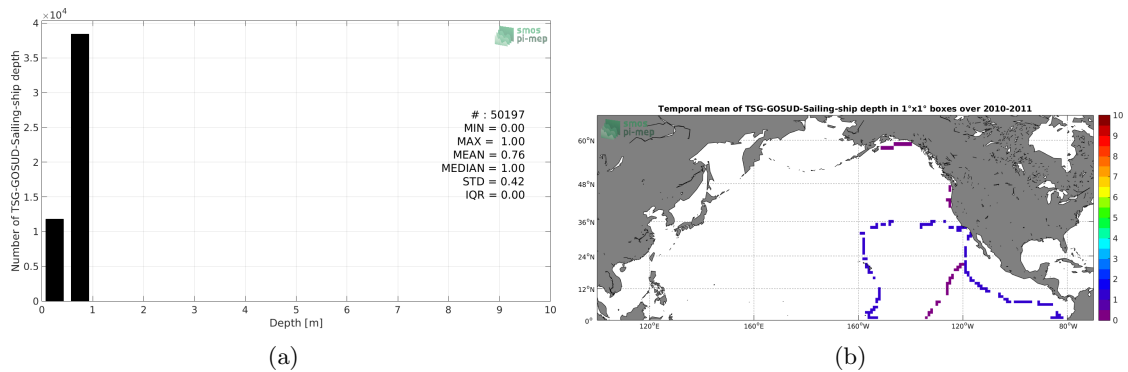 ×10⁴
4
3.5
3
2.5
2
1.5
1
0.5
0
Number of TSG-GOSUD-Sailing-ship depth
smos
pi-mep
# : 50197
MIN = 0.00
MAX = 1.00
MEAN = 0.76
MEDIAN = 1.00
STD = 0.42
IQR = 0.00
0 1 2 3 4 5 6 7 8 9 10
Depth [m]
(a)
Temporal mean of TSG-GOSUD-Sailing-ship depth in 1°x1° boxes over 2010-2011
smos
pi-mep
60°N
48°N
36°N
24°N
12°N
0°
120°E 160°E 160°W 120°W 80°W
10
9
8
7
6
5
4
3
2
1
0
(b)